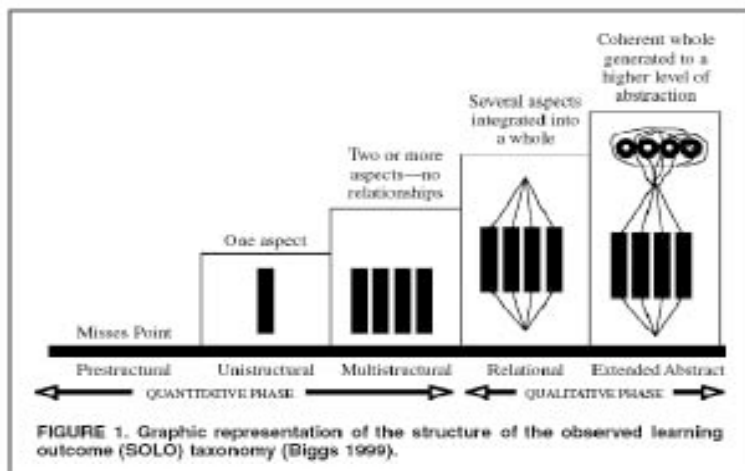 Coherent whole
generated to a
higher level of
abstraction
Several aspects
integrated into
a whole
Two or more
aspects—no
relationships
One aspect
Misses Point
Prestructural Unistructural Multistructural Relational Extended Abstract
QUANTITATIVE PHASE QUALITATIVE PHASE
FIGURE 1. Graphic representation of the structure of the observed learning
outcome (SOLO) taxonomy (Biggs 1999).